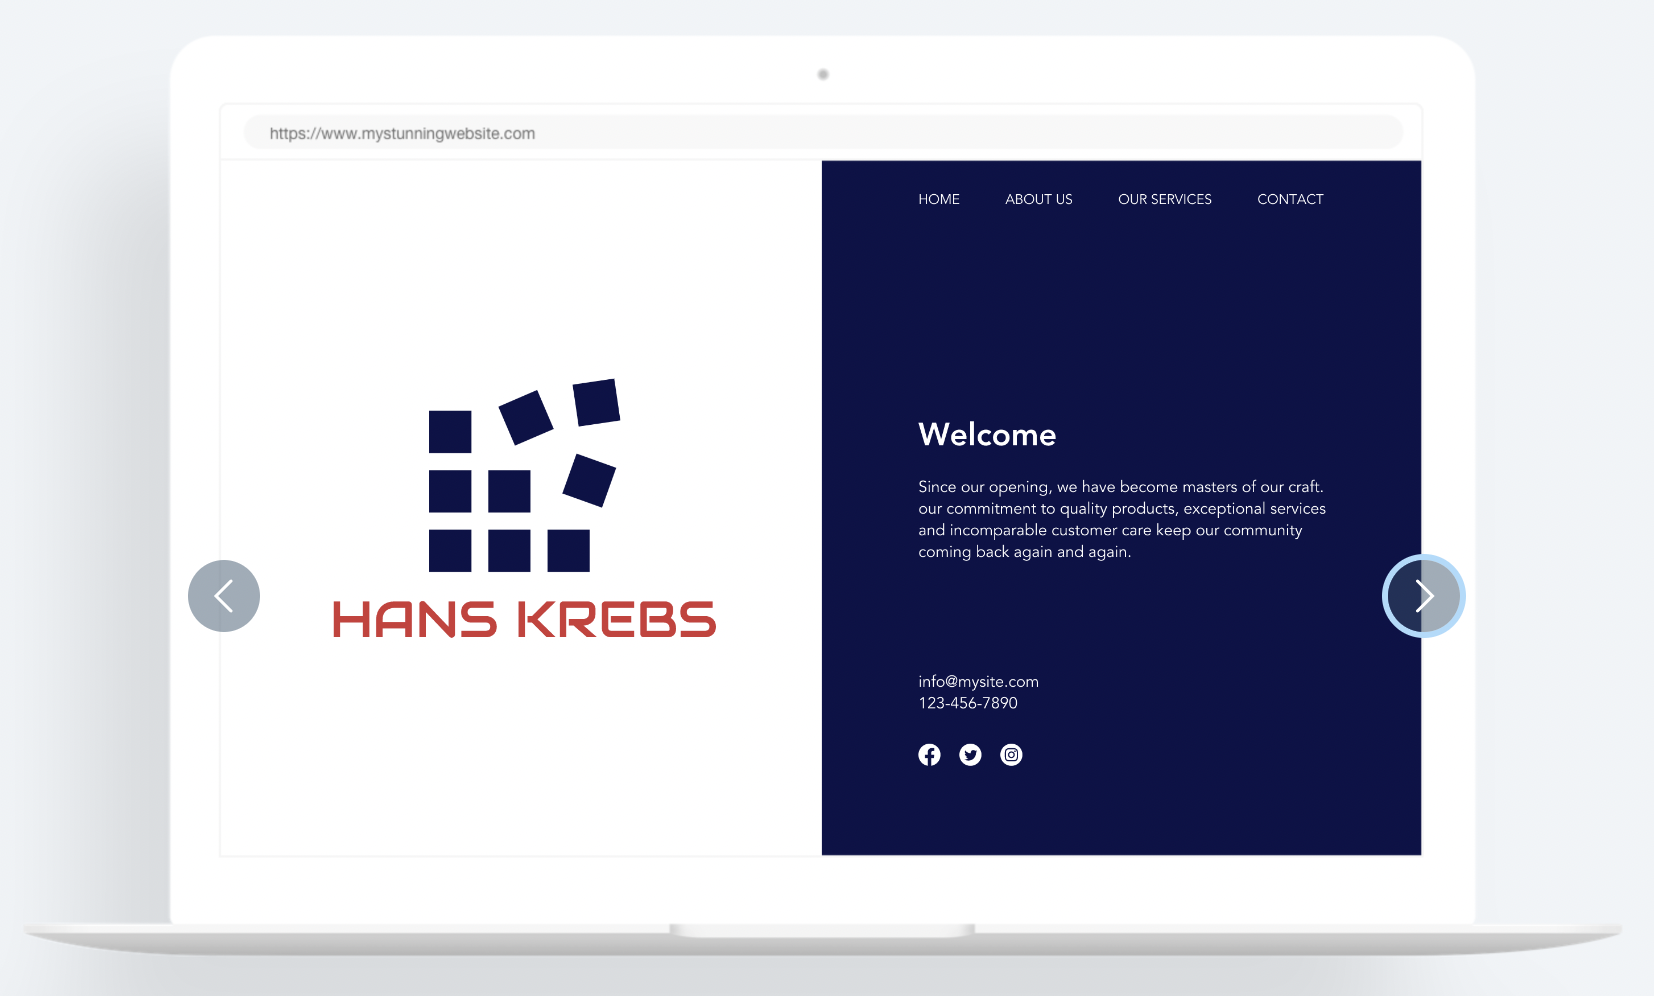 https://www.mystunningwebsite.com
HOME ABOUT US OUR SERVICES CONTACT
HANS KREBS
Welcome
Since our opening, we have become masters of our craft.
our commitment to quality products, exceptional services
and incomparable customer care keep our community
coming back again and again.
info@mysite.com
123-456-7890